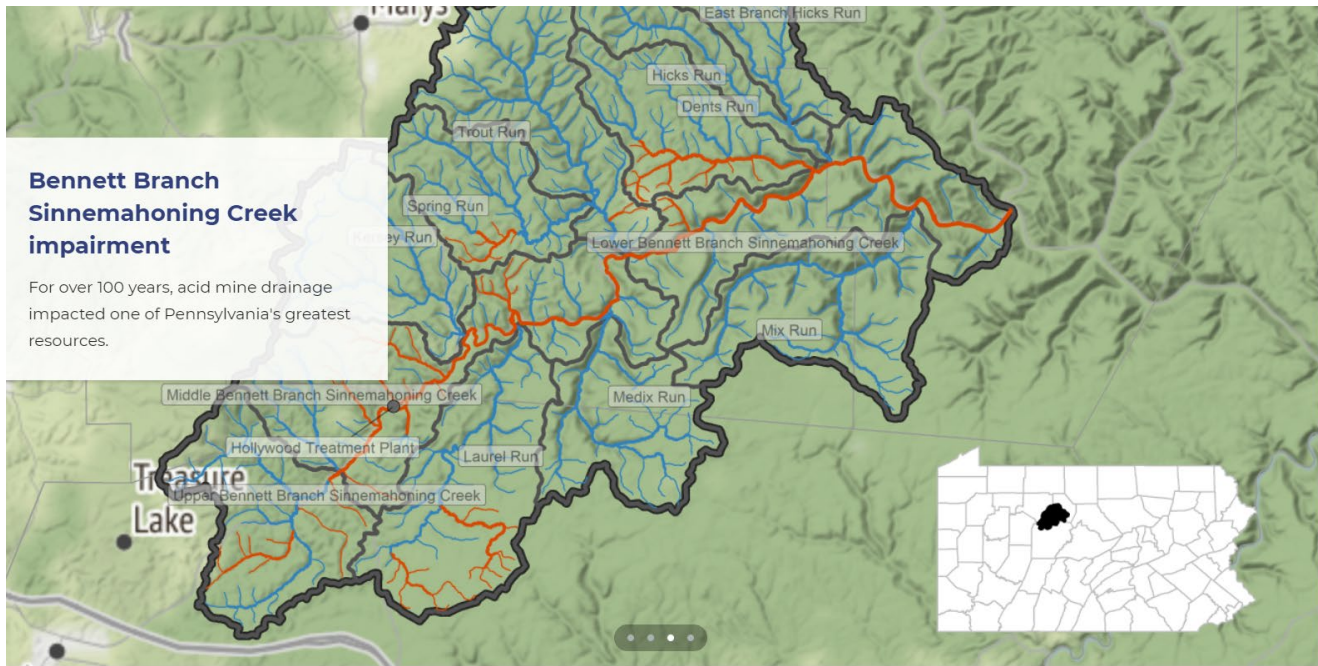 Marys
East Branch Hicks Run
Hicks Run
Dents Run
Trout Run
Bennett Branch
Sinnemahoning Creek
impairment
For over 100 years, acid mine drainage
impacted one of Pennsylvania's greatest
resources.
Spring Run
Kersey Run
Lower Bennett Branch Sinnemahoning Creek
Mix Run
Middle Bennett Branch Sinnemahoning Creek
Medix Run
Hollywood Treatment Plant
Laurel Run
Treasure
Lake
Upper Bennett Branch Sinnemahoning Creek